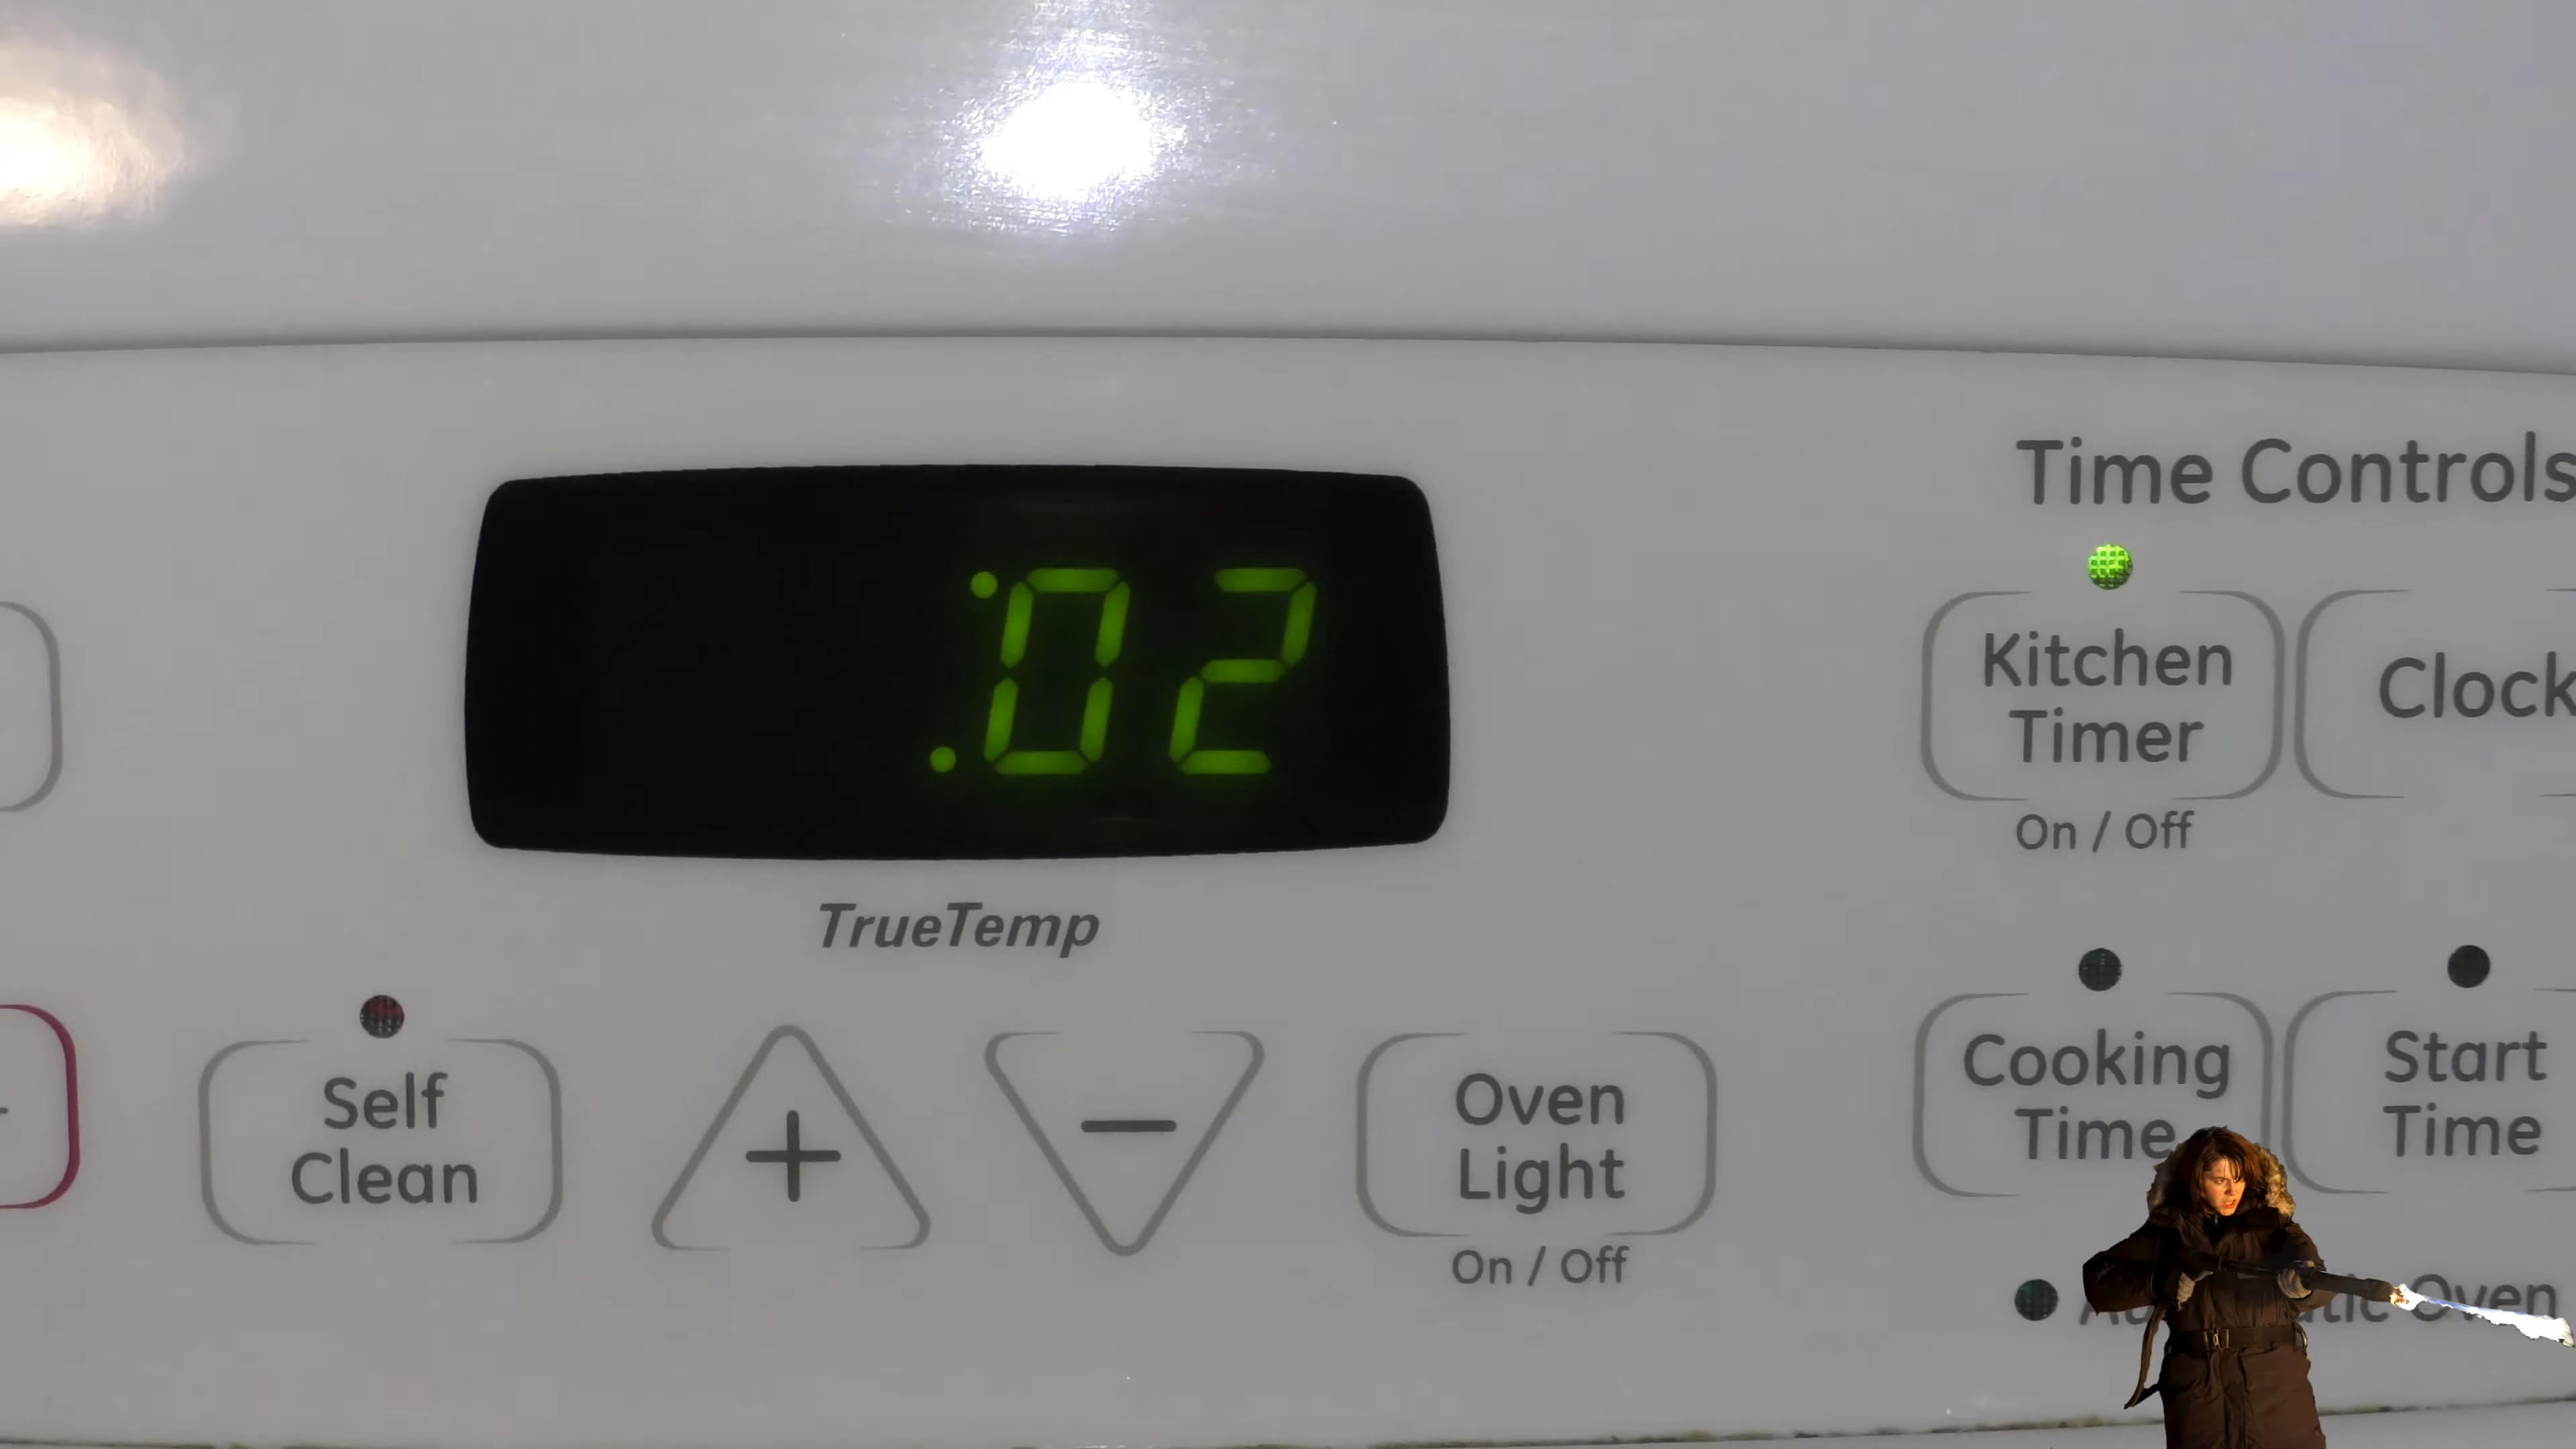 Time Controls
:02
Kitchen
Timer
Clock
On / Off
TrueTemp
Self
Clean
+
−
Oven
Light
On / Off
Cooking
Time
Start
Time
Oven